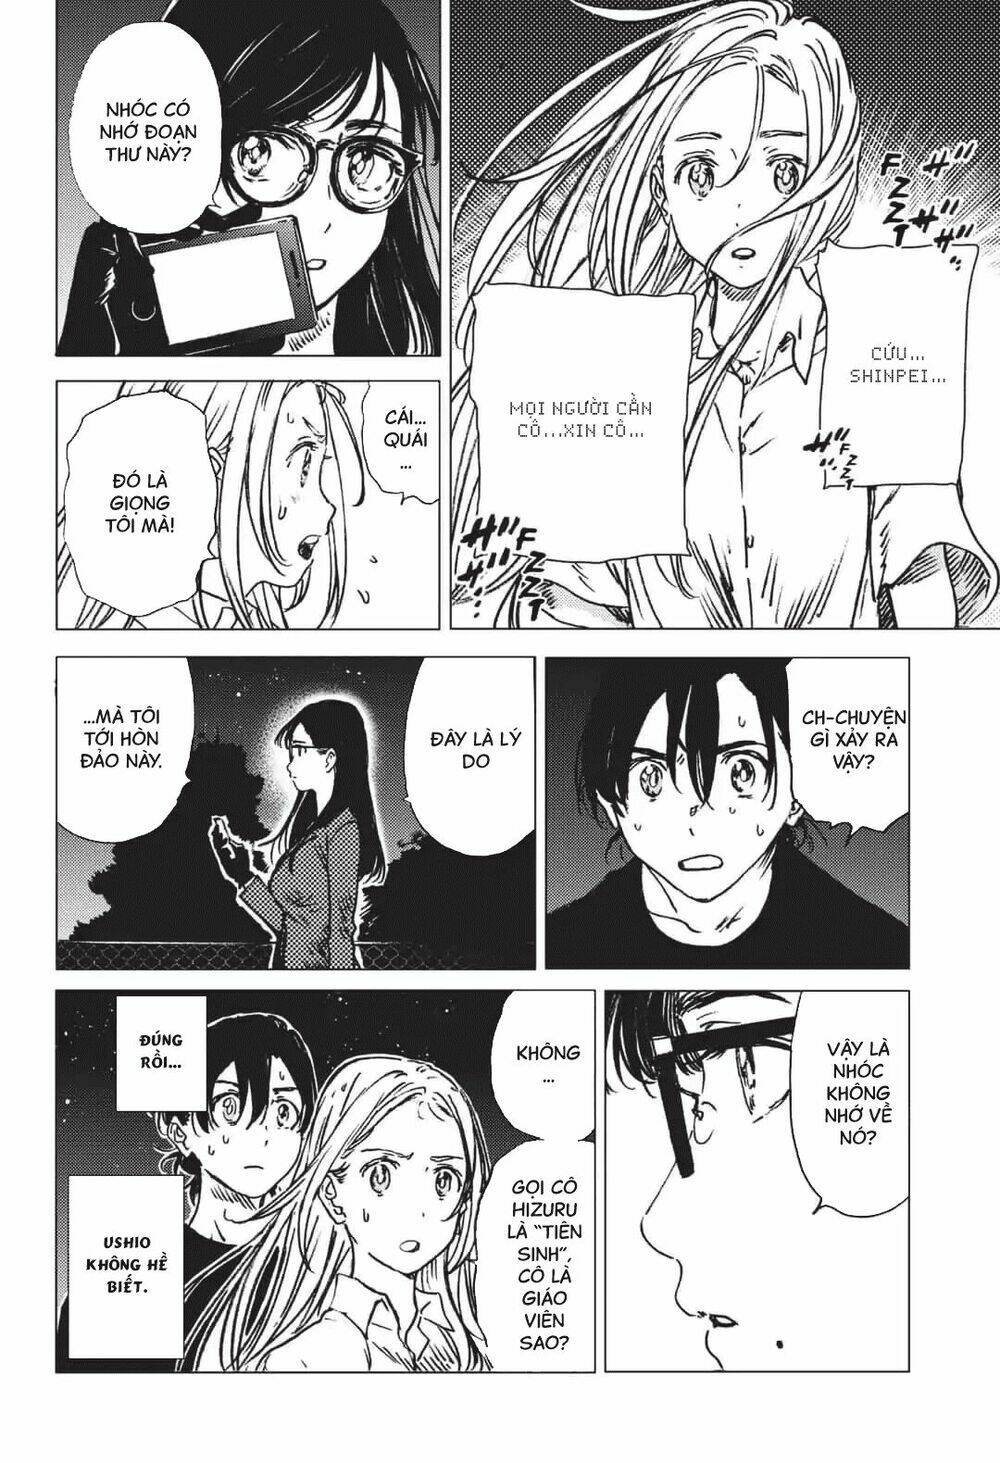 NHÓC CÓ
NHỚ ĐOẠN
THƯ NÀY?
CỨU...
SHINPEI...
MỌI NGƯỜI CẦN
CÔ...XIN CÔ...
FZZT
FZZT
FZZT
CÁI...
QUÁI
...
ĐÓ LÀ
GIỌNG
TÔI MÀ!
ĐÂY LÀ LÝ
DO
...MÀ TÔI
TỚI HÒN
ĐẢO NÀY.
CH-CHUYỆN
GÌ XẢY RA
VẬY?
ĐÚNG
RỒI...
USHIO
KHÔNG HỀ
BIẾT.
KHÔNG
...
GỌI CÔ
HIZURU
LÀ “TIÊN
SINH”,
CÔ LÀ
GIÁO
VIÊN
SAO?
VẬY LÀ
NHÓC
KHÔNG
NHỚ VỀ
NÓ?